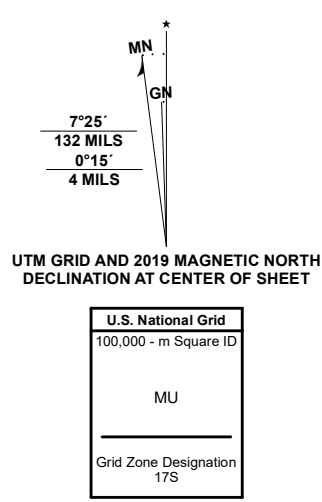 MN
GN
7°25´
132 MILS
0°15´
4 MILS
UTM GRID AND 2019 MAGNETIC NORTH
DECLINATION AT CENTER OF SHEET
U.S. National Grid
100,000 - m Square ID
MU
Grid Zone Designation
17S